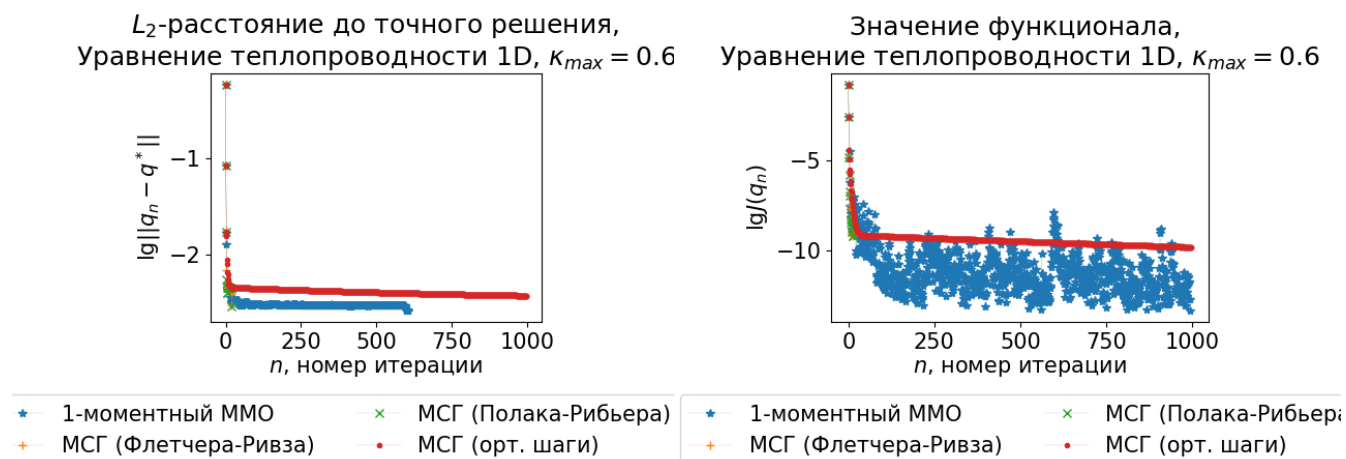 L₂-расстояние до точного решения,
Уравнение теплопроводности 1D, κmax = 0.6
lg||qn − q*||
−1
−2
0 250 500 750 1000
n, номер итерации
1-моментный ММО
МСГ (Флетчера-Ривза)
МСГ (Полака-Рибьера)
МСГ (орт. шаги)
Значение функционала,
Уравнение теплопроводности 1D, κmax = 0.6
lgJ(qn)
−5
−10
0 250 500 750 1000
n, номер итерации
1-моментный ММО
МСГ (Флетчера-Ривза)
МСГ (Полака-Рибьера)
МСГ (орт. шаги)